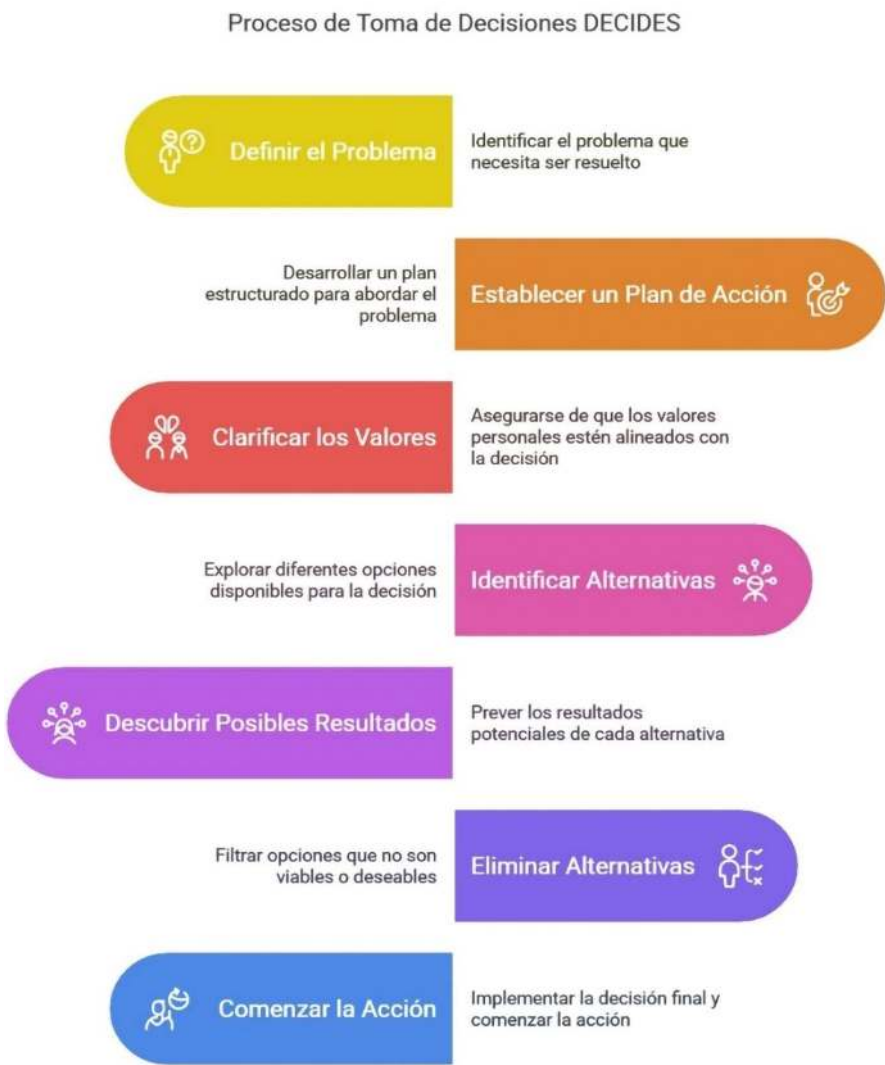 Proceso de Toma de Decisiones DECIDES
Definir el Problema
Identificar el problema que
necesita ser resuelto
Desarrollar un plan
estructurado para abordar el
problema
Establecer un Plan de Acción
Clarificar los Valores
Asegurarse de que los valores
personales estén alineados con
la decisión
Explorar diferentes opciones
disponibles para la decisión
Identificar Alternativas
Descubrir Posibles Resultados
Prever los resultados
potenciales de cada alternativa
Filtrar opciones que no son
viables o deseables
Eliminar Alternativas
Comenzar la Acción
Implementar la decisión final y
comenzar la acción